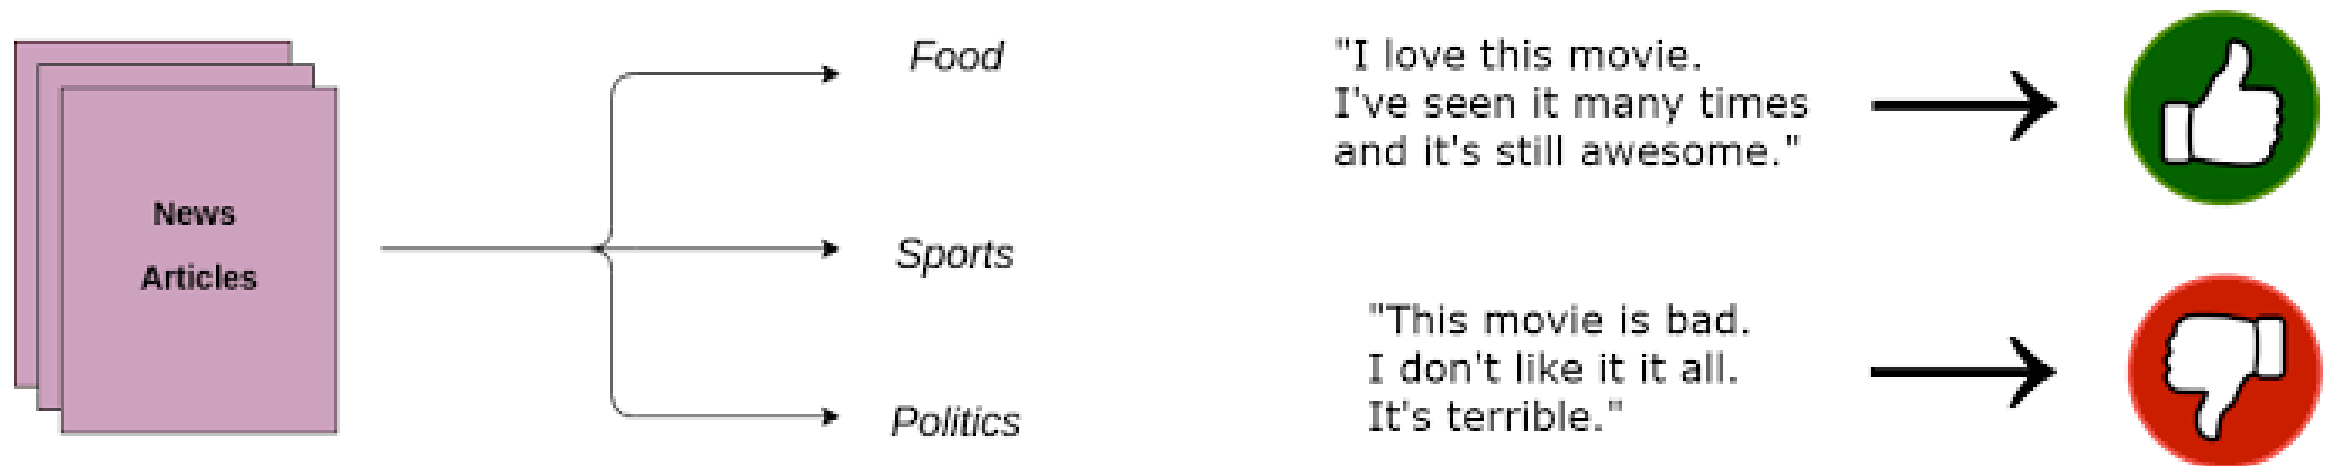 News
Articles
Food
Sports
Politics
"I love this movie.
I've seen it many times
and it's still awesome."
"This movie is bad.
I don't like it it all.
It's terrible."